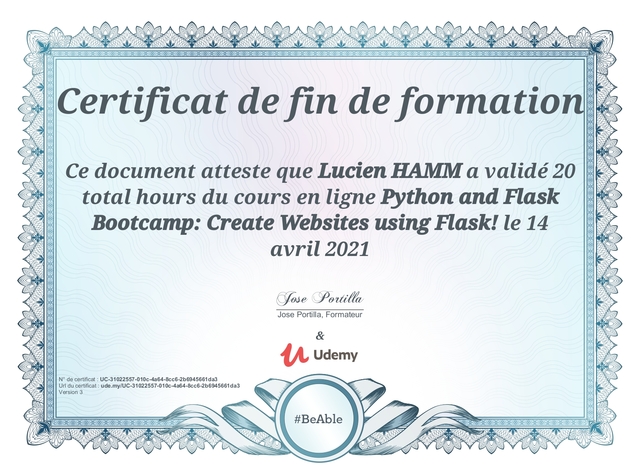 Certificat de fin de formation
Ce document atteste que Lucien HAMM a validé 20
total hours du cours en ligne Python and Flask
Bootcamp: Create Websites using Flask! le 14
avril 2021
Jose Portilla
Jose Portilla, Formateur
&
Udemy
N° de certificat : UC-31022557-010c-4a64-8cc6-2b6945661da3
Url du certificat : ude.my/UC-31022557-010c-4a64-8cc6-2b6945661da3
Version 3
#BeAble